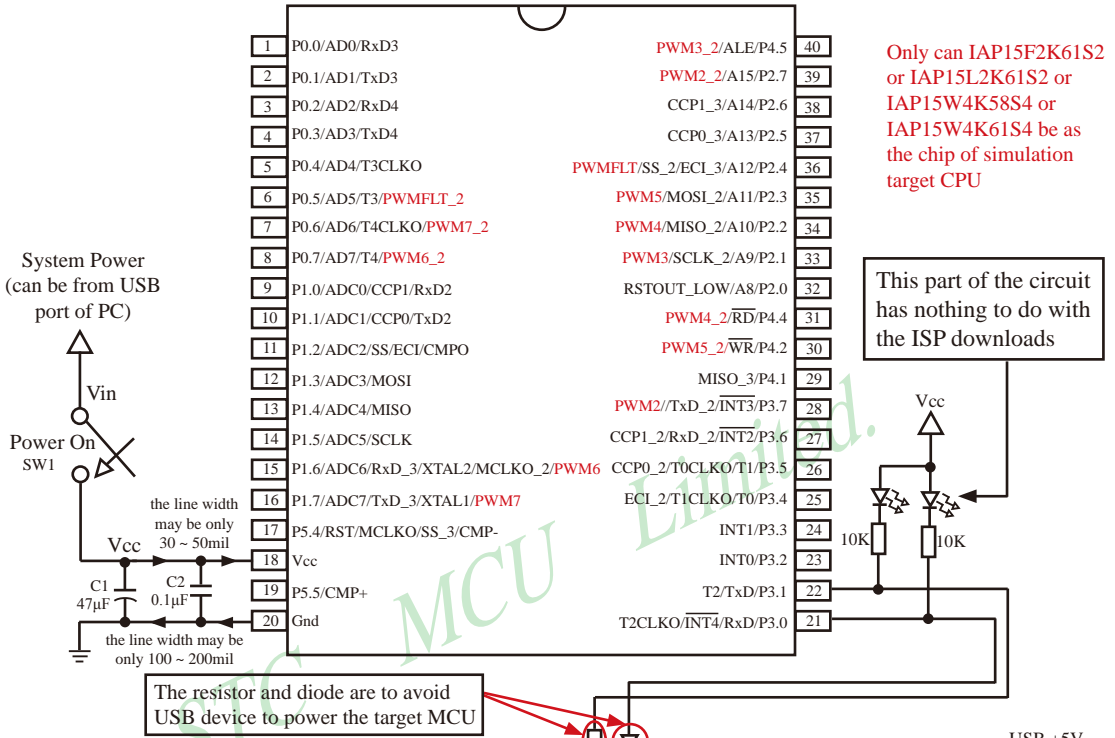 1 P0.0/AD0/RxD3
2 P0.1/AD1/TxD3
3 P0.2/AD2/RxD4
4 P0.3/AD3/TxD4
5 P0.4/AD4/T3CLKO
6 P0.5/AD5/T3/PWMFLT_2
7 P0.6/AD6/T4CLKO/PWM7_2
8 P0.7/AD7/T4/PWM6_2
9 P1.0/ADC0/CCP1/RxD2
10 P1.1/ADC1/CCP0/TxD2
11 P1.2/ADC2/SS/ECI/CMPO
12 P1.3/ADC3/MOSI
13 P1.4/ADC4/MISO
14 P1.5/ADC5/SCLK
15 P1.6/ADC6/RxD_3/XTAL2/MCLKO_2/PWM6
16 P1.7/ADC7/TxD_3/XTAL1/PWM7
17 P5.4/RST/MCLKO/SS_3/CMP-
18 Vcc
19 P5.5/CMP+
20 Gnd
PWM3_2/ALE/P4.5 40
PWM2_2/A15/P2.7 39
CCP1_3/A14/P2.6 38
CCP0_3/A13/P2.5 37
PWMFLT/SS_2/ECI_3/A12/P2.4 36
PWM5/MOSI_2/A11/P2.3 35
PWM4/MISO_2/A10/P2.2 34
PWM3/SCLK_2/A9/P2.1 33
RSTOUT_LOW/A8/P2.0 32
PWM4_2/RD/P4.4 31
PWM5_2/WR/P4.2 30
MISO_3/P4.1 29
PWM2//TxD_2/INT3/P3.7 28
CCP1_2/RxD_2/INT2/P3.6 27
CCP0_2/T0CLKO/T1/P3.5 26
ECI_2/T1CLKO/T0/P3.4 25
INT1/P3.3 24
INT0/P3.2 23
T2/TxD/P3.1 22
T2CLKO/INT4/RxD/P3.0 21
Only can IAP15F2K61S2
or IAP15L2K61S2 or
IAP15W4K58S4 or
IAP15W4K61S4 be as
the chip of simulation
target CPU
System Power
(can be from USB
port of PC)
Vin
Power On
SW1
the line width
may be only
30 ~ 50mil
Vcc
C1
47μF
C2
0.1μF
the line width may be
only 100 ~ 200mil
This part of the circuit
has nothing to do with
the ISP downloads
Vcc
10K
10K
The resistor and diode are to avoid
USB device to power the target MCU
USB +5V
STC MCU Limited.